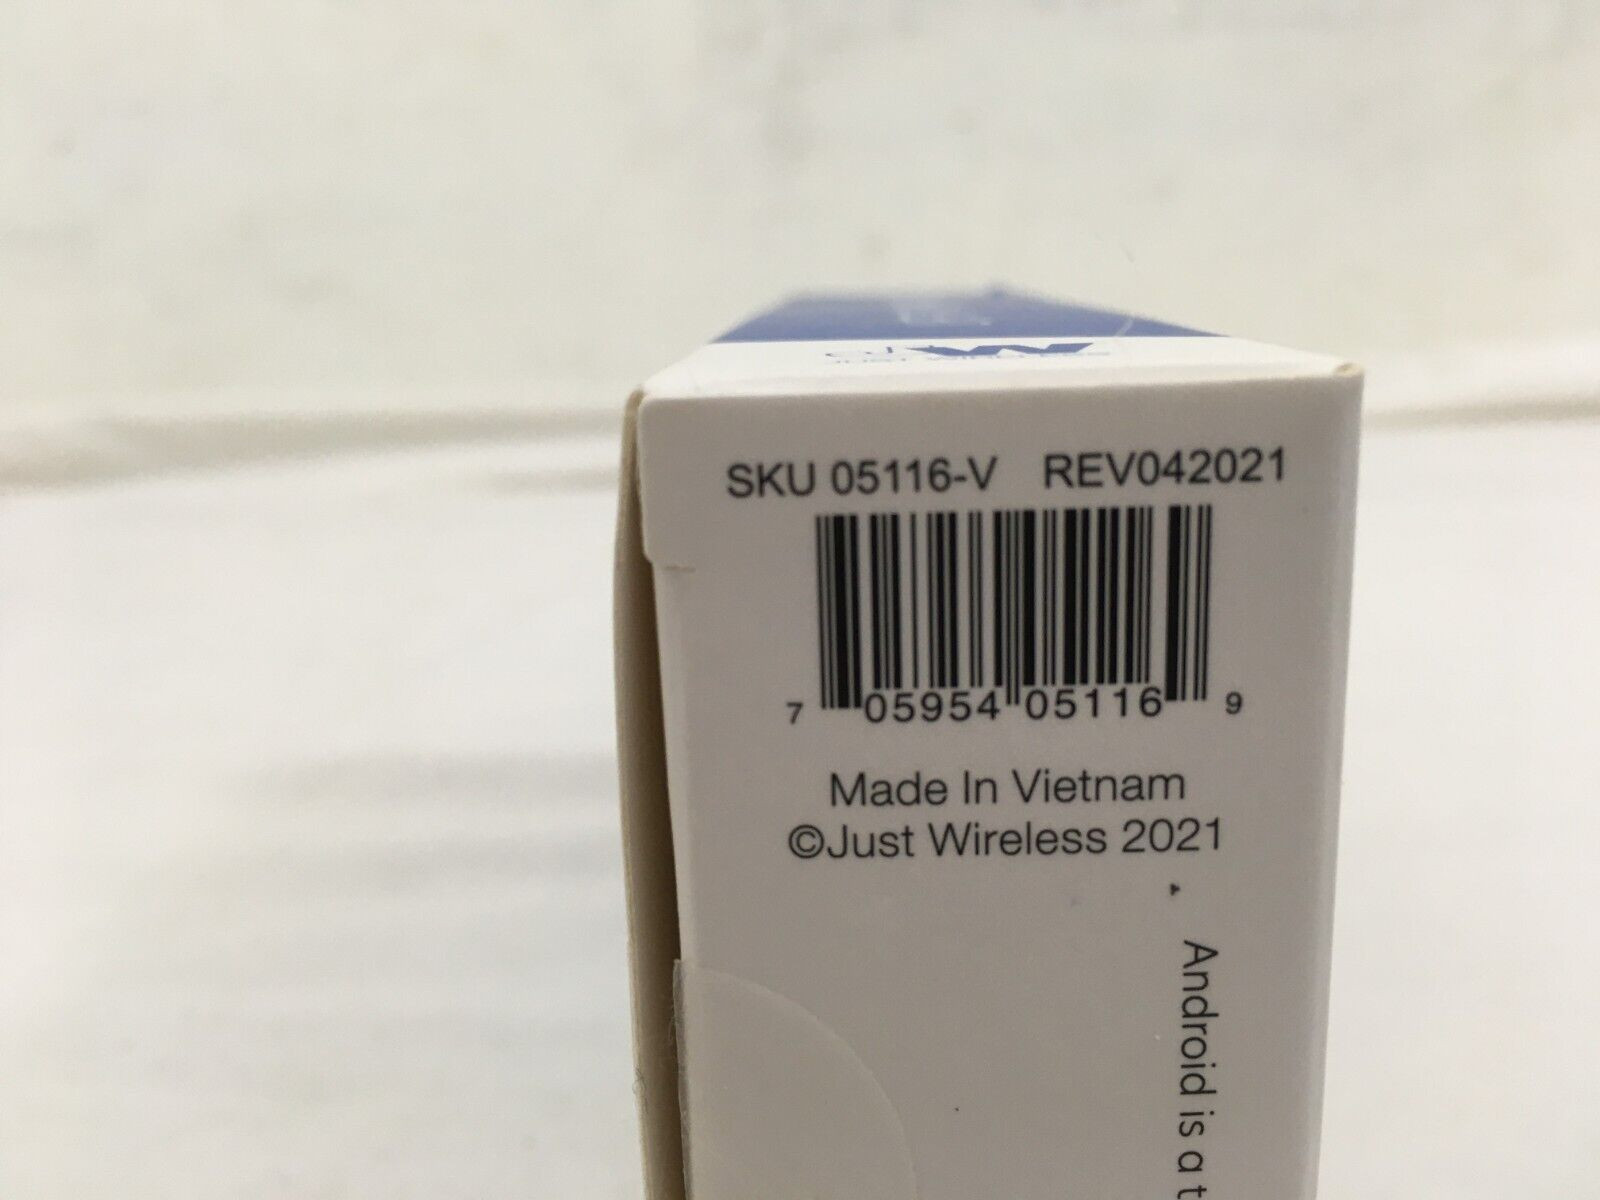 SKU 05116-V REV042021
7 05954 05116 9
Made In Vietnam
©Just Wireless 2021
Android is a t